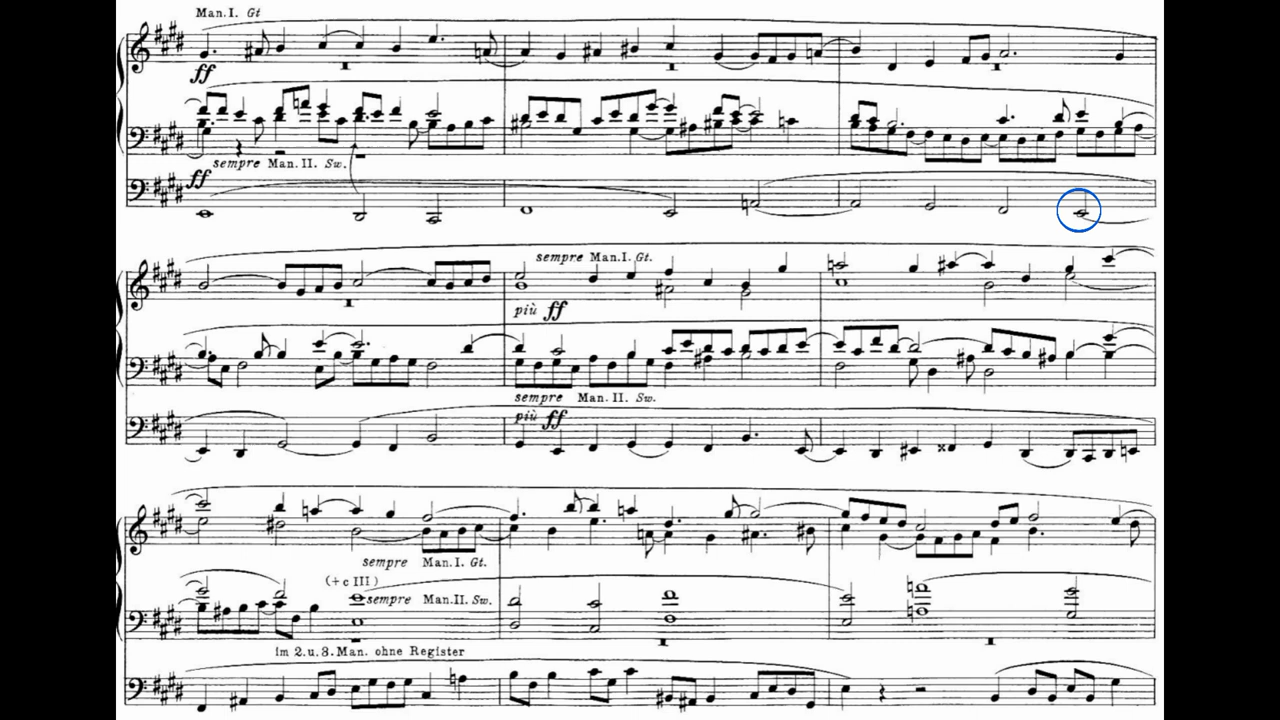 Man. I. Gt
ff
sempre Man. II. Sw.
ff
sempre Man. I. Gt.
più ff
sempre Man. II. Sw.
più ff
sempre Man. I. Gt.
(+c III)
sempre Man. II. Sw.
im 2. u. 3. Man. ohne Register